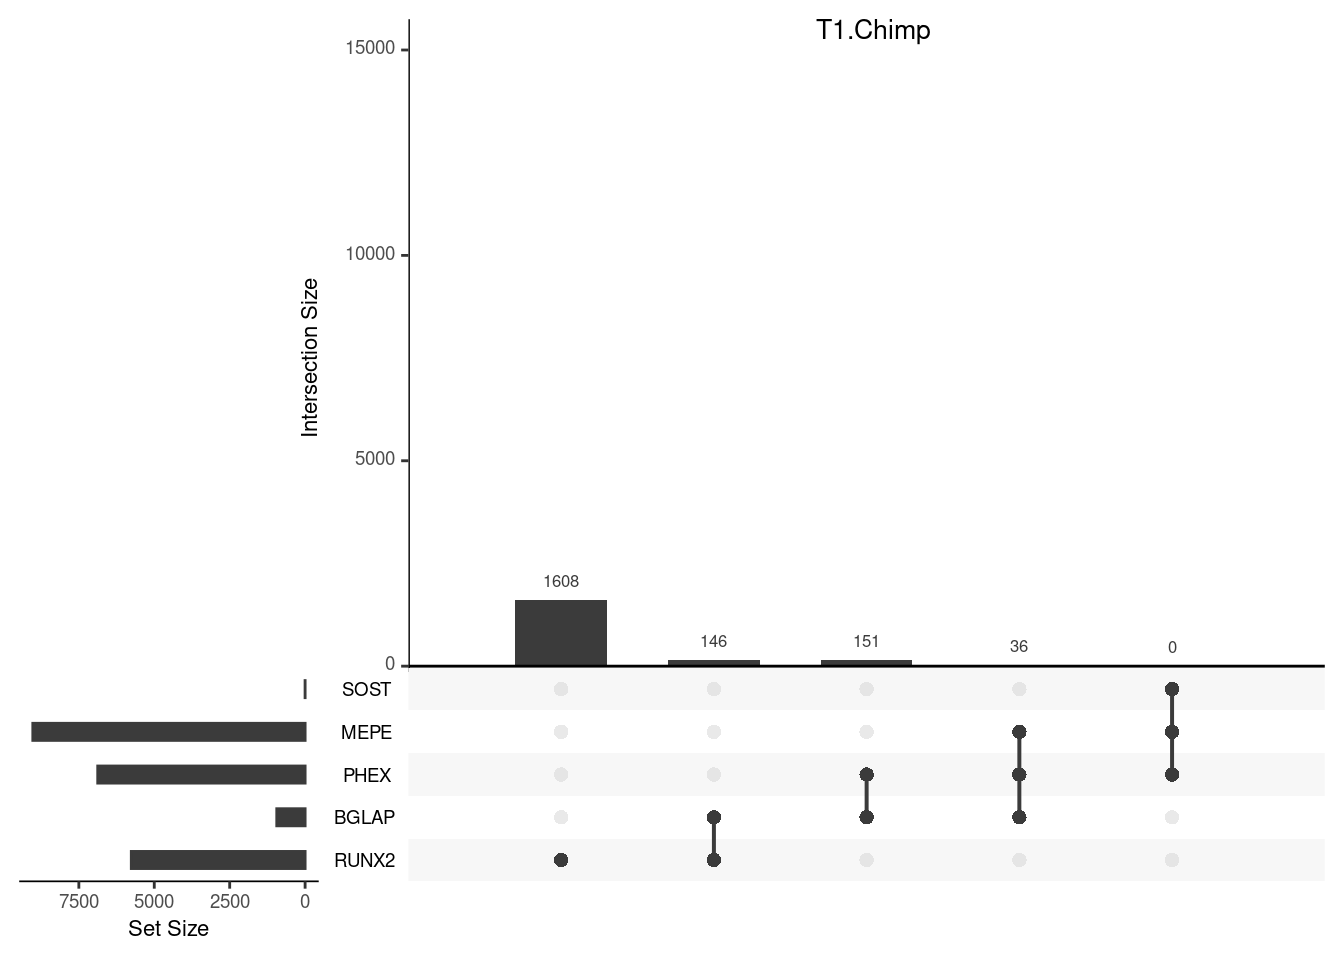 T1.Chimp
15000
10000
5000
0
Intersection Size
1608
146
151
36
0
SOST
MEPE
PHEX
BGLAP
RUNX2
7500 5000 2500 0
Set Size